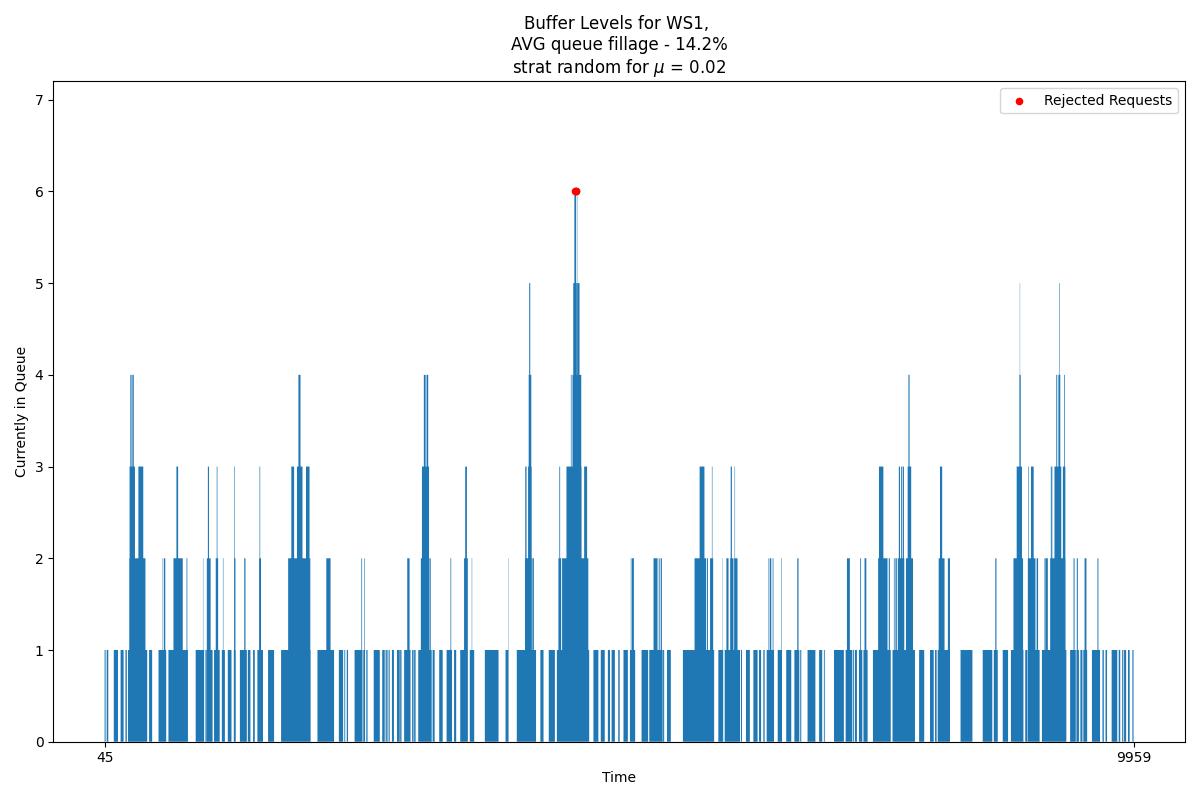 Buffer Levels for WS1,
AVG queue fillage - 14.2%
strat random for μ = 0.02
Rejected Requests
7
6
5
4
3
2
1
0
Currently in Queue
45
9959
Time